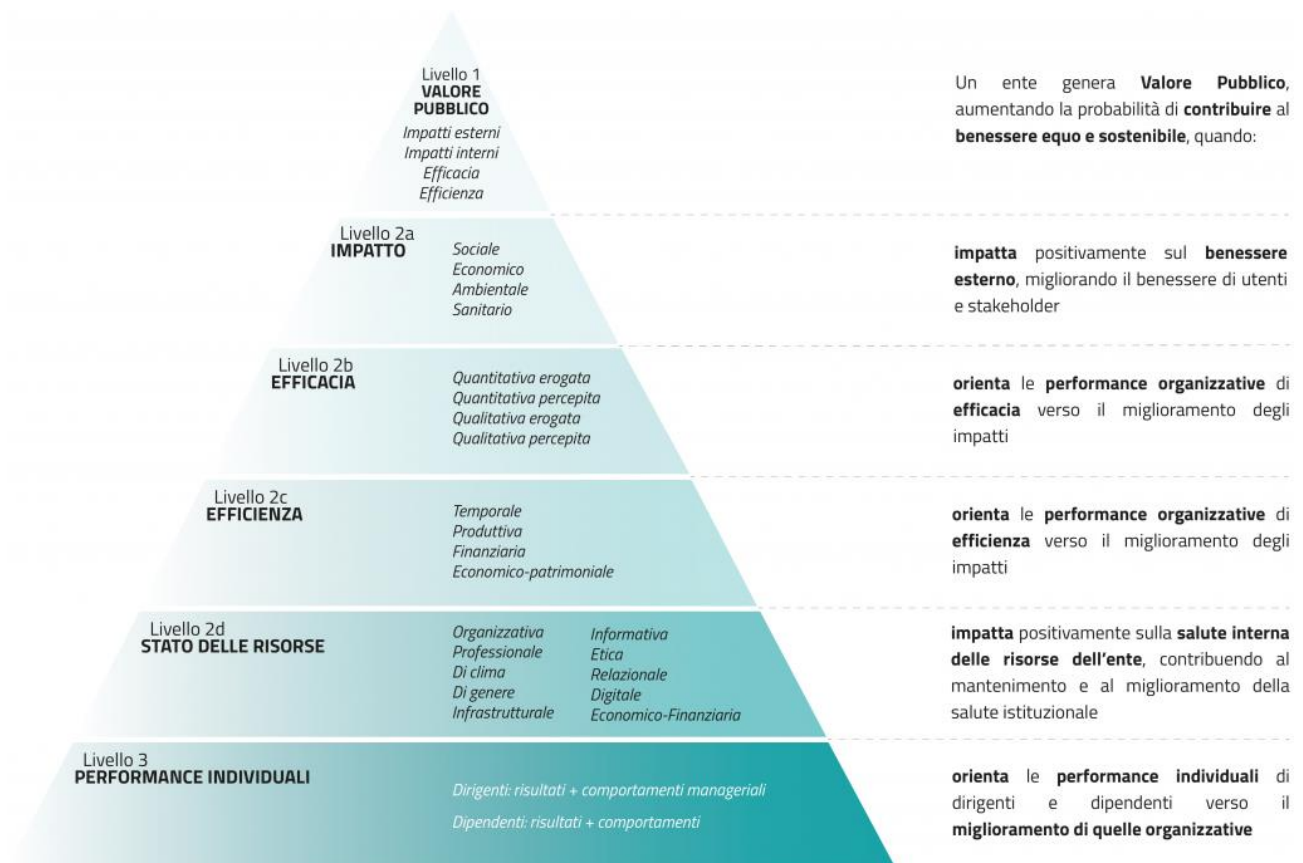 Livello 1
VALORE
PUBBLICO
Impatti esterni
Impatti interni
Efficacia
Efficienza
Un ente genera Valore Pubblico,
aumentando la probabilità di contribuire al
benessere equo e sostenibile, quando:
Livello 2a
IMPATTO
Sociale
Economico
Ambientale
Sanitario
impatta positivamente sul benessere
esterno, migliorando il benessere di utenti
e stakeholder
Livello 2b
EFFICACIA
Quantitativa erogata
Quantitativa percepita
Qualitativa erogata
Qualitativa percepita
orienta le performance organizzative di
efficacia verso il miglioramento degli
impatti
Livello 2c
EFFICIENZA
Temporale
Produttiva
Finanziaria
Economico-patrimoniale
orienta le performance organizzative di
efficienza verso il miglioramento degli
impatti
Livello 2d
STATO DELLE RISORSE
Organizzativa
Professionale
Di clima
Di genere
Infrastrutturale
Informativa
Etica
Relazionale
Digitale
Economico-Finanziaria
impatta positivamente sulla salute interna
delle risorse dell’ente, contribuendo al
mantenimento e al miglioramento della
salute istituzionale
Livello 3
PERFORMANCE INDIVIDUALI
Dirigenti: risultati + comportamenti manageriali
Dipendenti: risultati + comportamenti
orienta le performance individuali di
dirigenti e dipendenti verso il
miglioramento di quelle organizzative